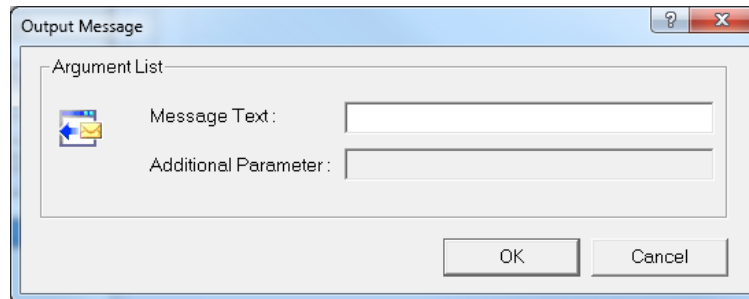 Output Message
Argument List
Message Text :
Additional Parameter :
OK
Cancel